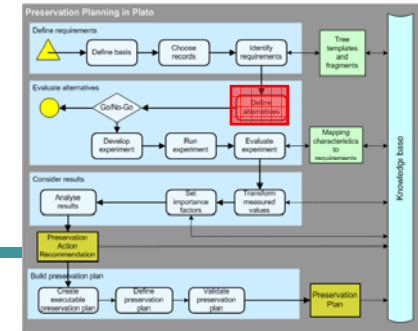 Preservation Planning in Plato
Define requirements
Define basis
Choose
records
Identify
requirements
Tree
templates
and
fragments
Evaluate alternatives
Go/No-Go
Define
alternatives
Develop
experiment
Run
experiment
Evaluate
experiment
Mapping
characteristics
to
requirements
Knowledge base
Consider results
Analyse
results
Set
importance
factors
Transform
measured
values
Preservation
Action
Recommendation
Build preservation plan
Create
executable
preservation plan
Define
preservation
plan
Validate
preservation
plan
Preservation
Plan